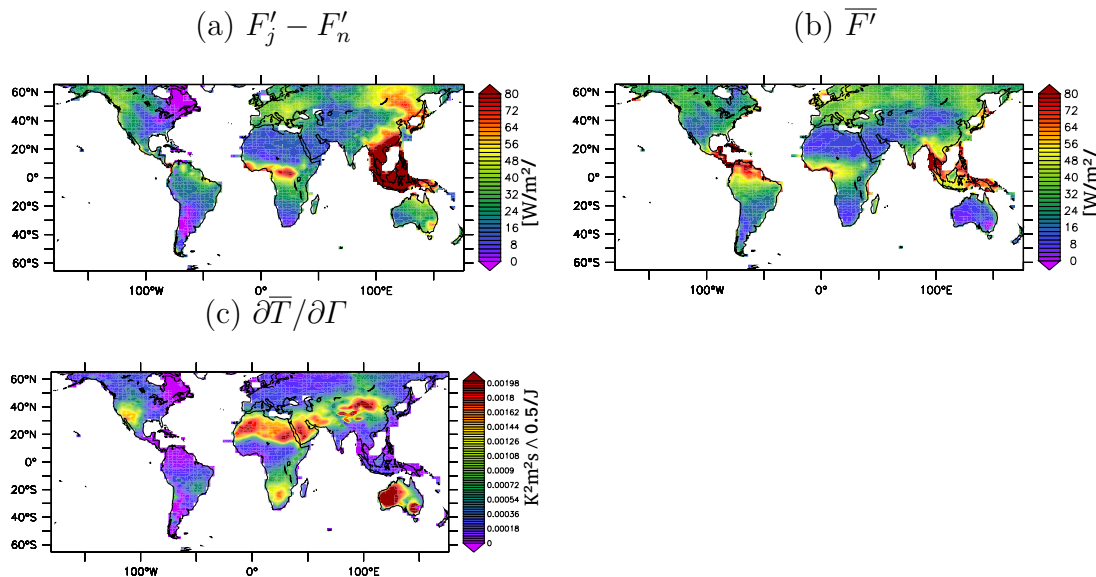 (a) F′j − F′n
(b) F′
80
72
64
56
48
40
32
24
16
8
0
[W/m²/
60°N
40°N
20°N
0°
20°S
40°S
60°S
100°W
0°
100°E
80
72
64
56
48
40
32
24
16
8
0
[W/m²/
60°N
40°N
20°N
0°
20°S
40°S
60°S
100°W
0°
100°E
(c) ∂T/∂Γ
0.00198
0.0018
0.00162
0.00144
0.00126
0.00108
0.0009
0.00072
0.00054
0.00036
0.00018
0
K²m²s∧0.5/J
60°N
40°N
20°N
0°
20°S
40°S
60°S
100°W
0°
100°E